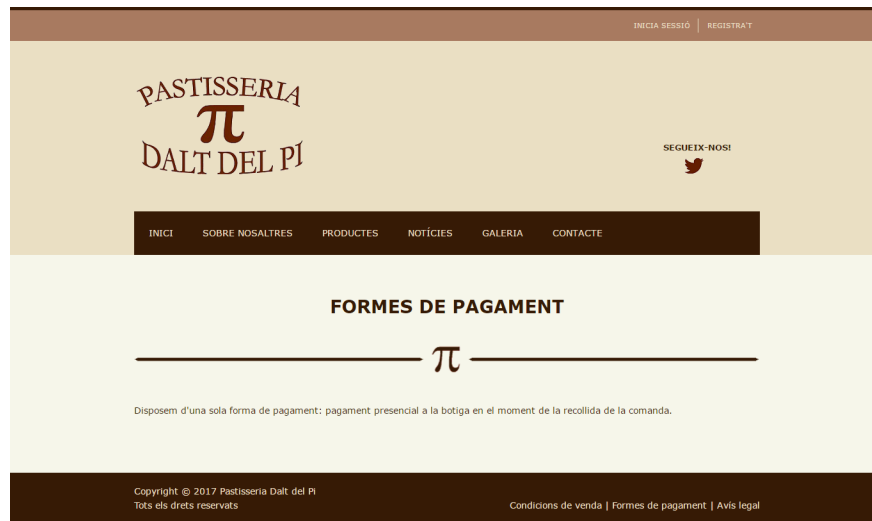 INICIA SESSIÓ | REGISTRA'T
PASTISSERIA
π
DALT DEL PI
SEGUEIX-NOS!
INICI SOBRE NOSALTRES PRODUCTES NOTÍCIES GALERIA CONTACTE
FORMES DE PAGAMENT
π
Disposem d'una sola forma de pagament: pagament presencial a la botiga en el moment de la recollida de la comanda.
Copyright © 2017 Pastisseria Dalt del Pi
Tots els drets reservats
Condicions de venda | Formes de pagament | Avís legal